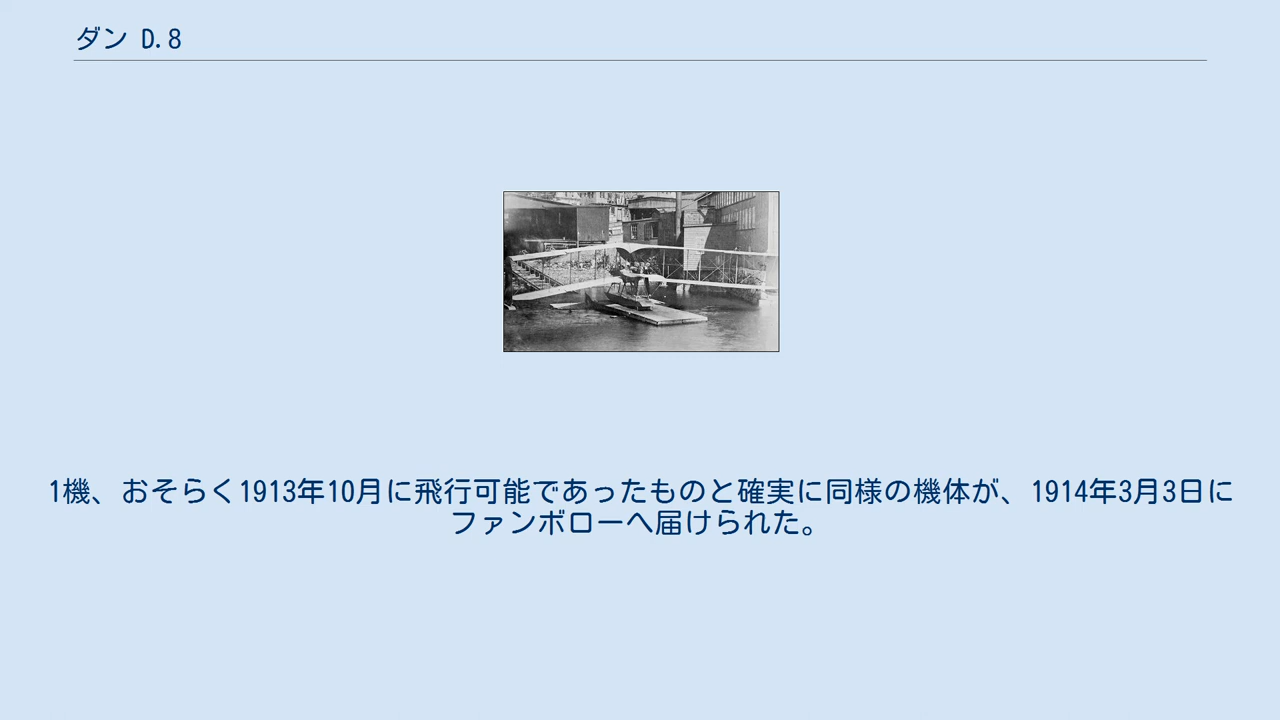 ダン D.8
1機、おそらく1913年10月に飛行可能であったものと確実に同様の機体が、1914年3月3日に
ファンボローへ届けられた。